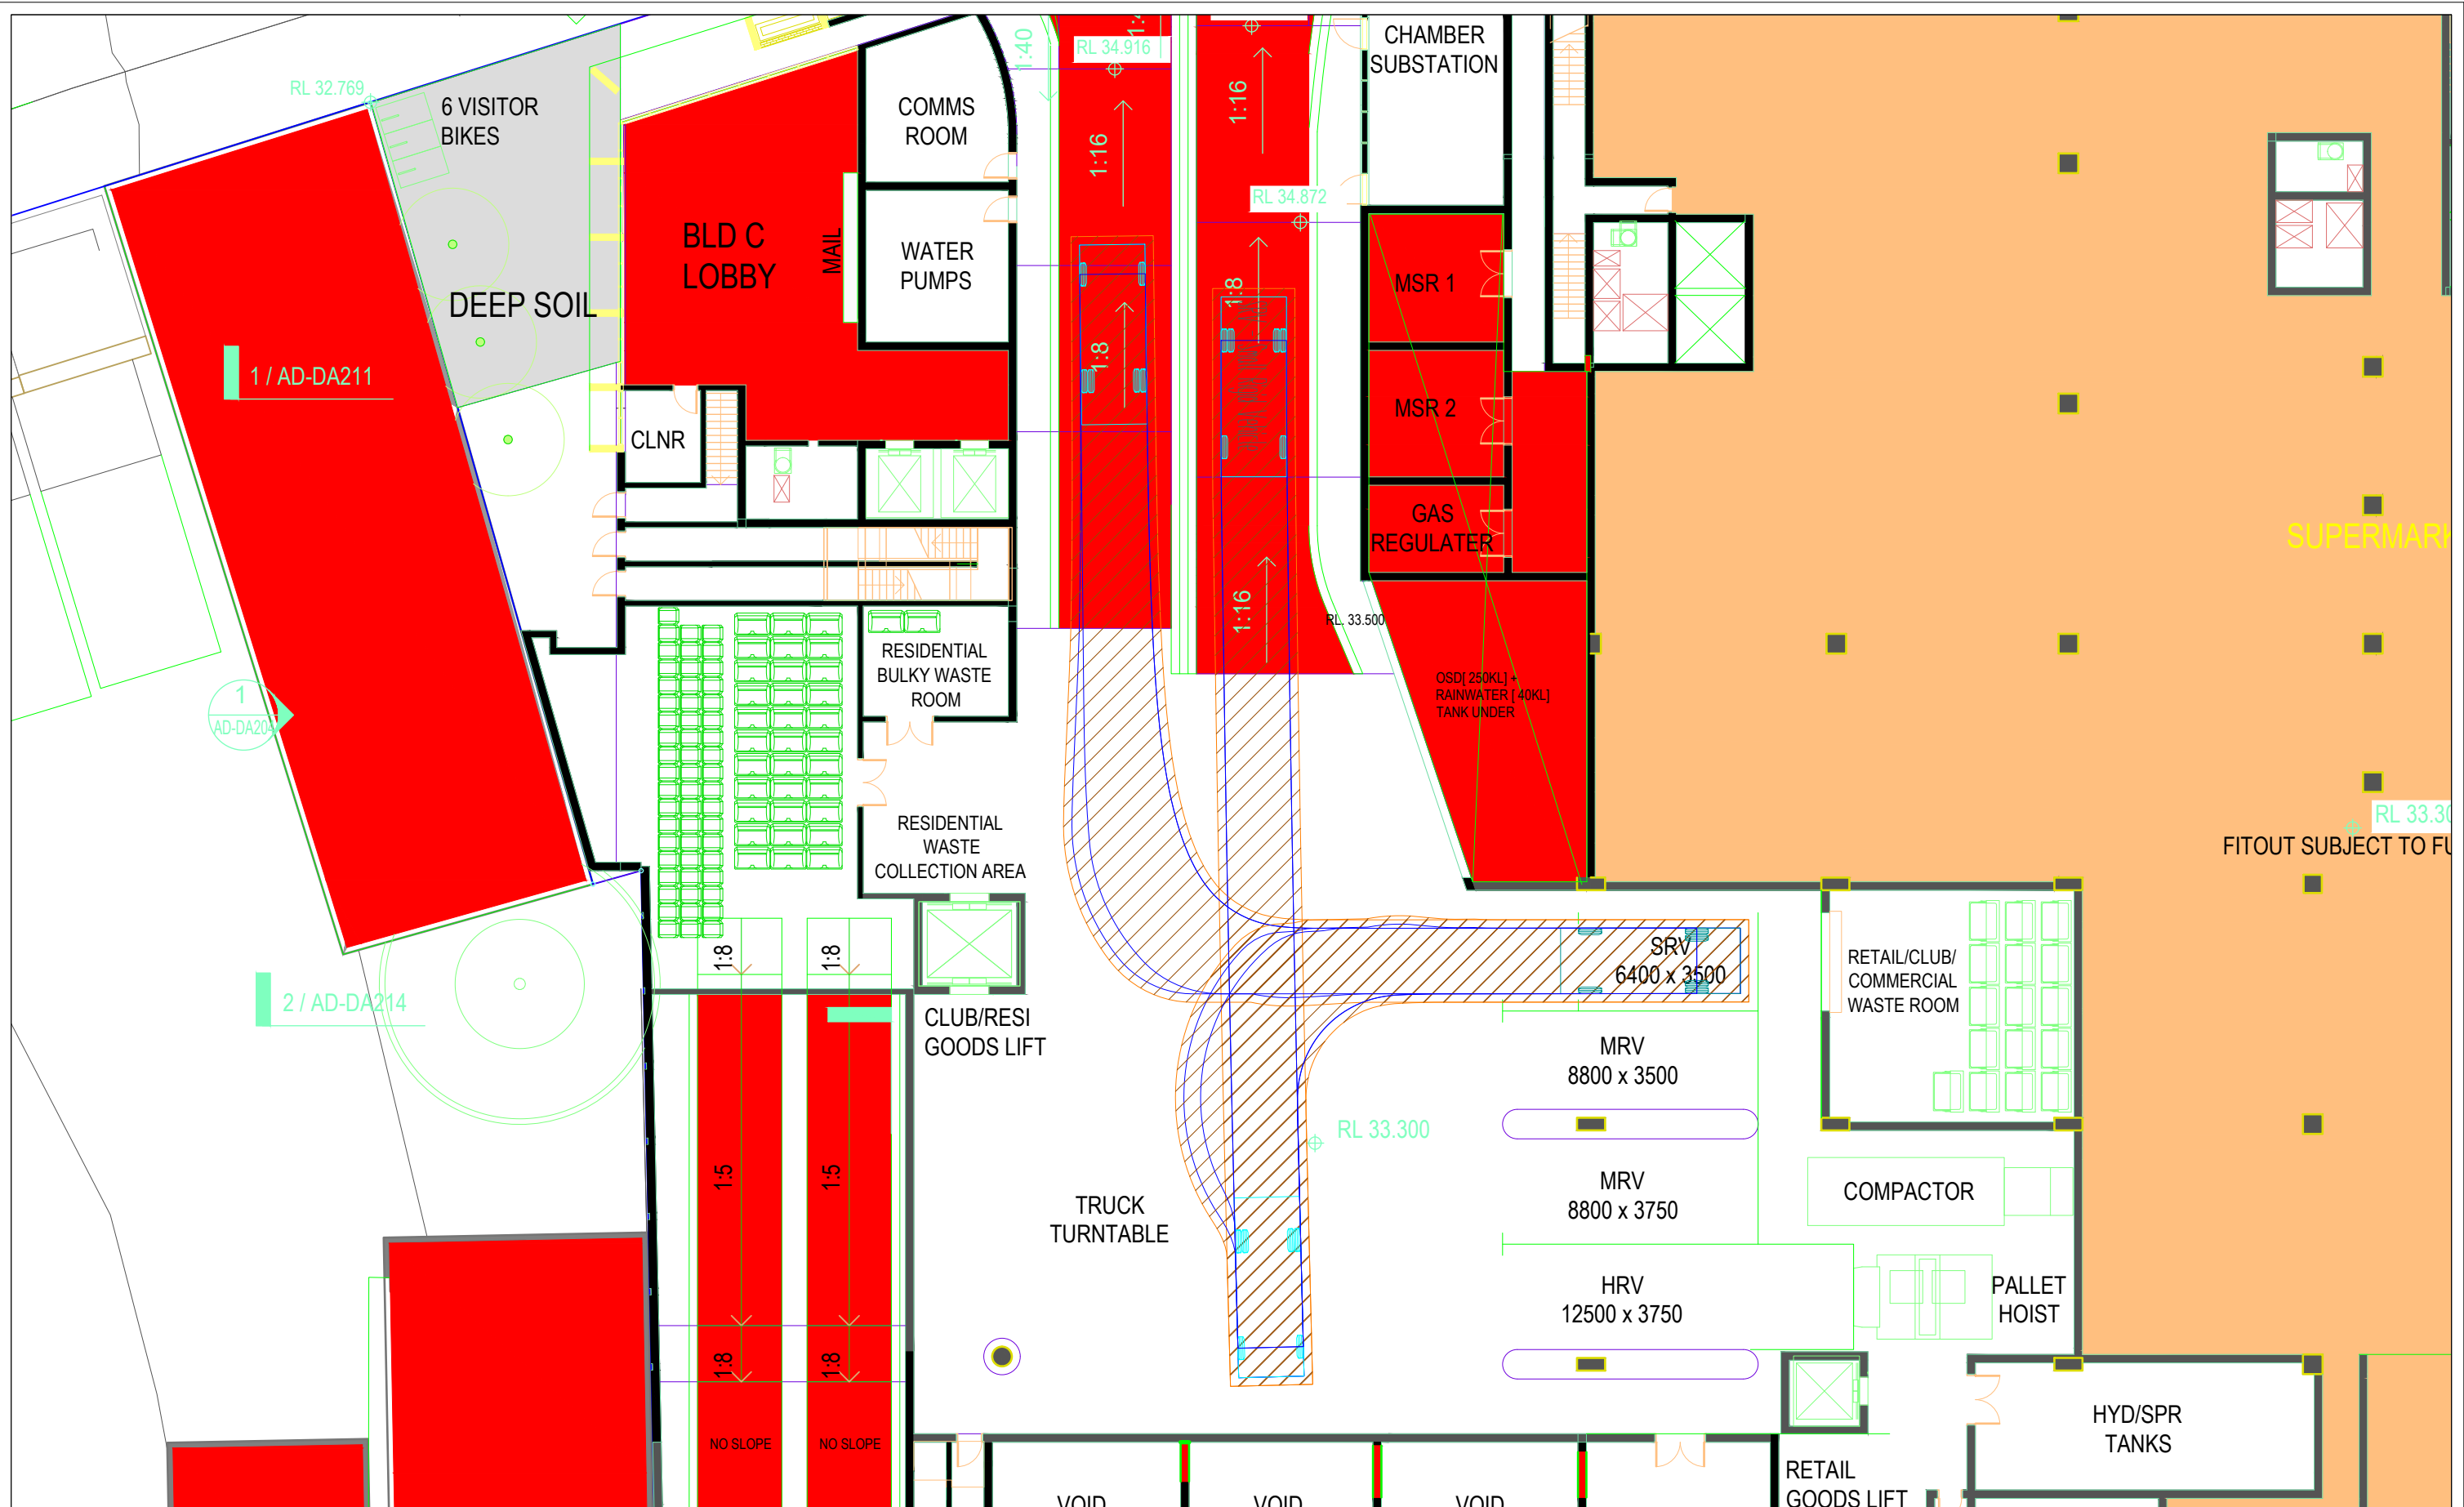 CHAMBER
SUBSTATION
1:40
RL 34.916
RL 32.769
6 VISITOR
BIKES
COMMS
ROOM
1:16
1:16
RL 34.872
BLD C
LOBBY
MAIL
WATER
PUMPS
DEEP SOIL
1:8
1:8
MSR 1
MSR 2
1 / AD-DA211
CLNR
GAS
REGULATER
SUPERMARK
1:16
RL. 33.500
RESIDENTIAL
BULKY WASTE
ROOM
OSD[ 250KL] +
RAINWATER [ 40KL]
TANK UNDER
1
AD-DA204
RESIDENTIAL
WASTE
COLLECTION AREA
RL 33.30
FITOUT SUBJECT TO FU
1:8
1:8
SRV
6400 x 3500
RETAIL/CLUB/
COMMERCIAL
WASTE ROOM
2 / AD-DA214
CLUB/RESI
GOODS LIFT
MRV
8800 x 3500
RL 33.300
1:5
1:5
TRUCK
TURNTABLE
MRV
8800 x 3750
COMPACTOR
HRV
12500 x 3750
PALLET
HOIST
1:8
1:8
NO SLOPE
NO SLOPE
HYD/SPR
TANKS
RETAIL
GOODS LIFT
VOID
VOID
VOID